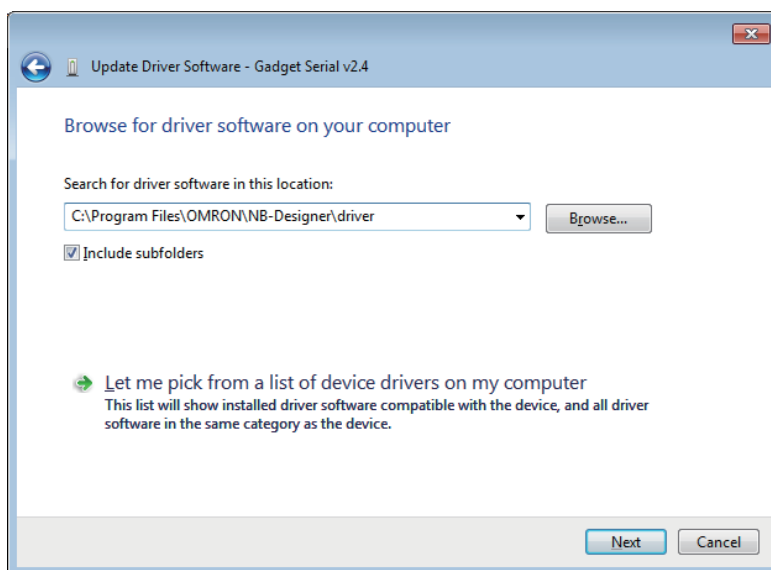 Update Driver Software - Gadget Serial v2.4
Browse for driver software on your computer
Search for driver software in this location:
C:\Program Files\OMRON\NB-Designer\driver
Browse...
Include subfolders
Let me pick from a list of device drivers on my computer
This list will show installed driver software compatible with the device, and all driver
software in the same category as the device.
Next
Cancel